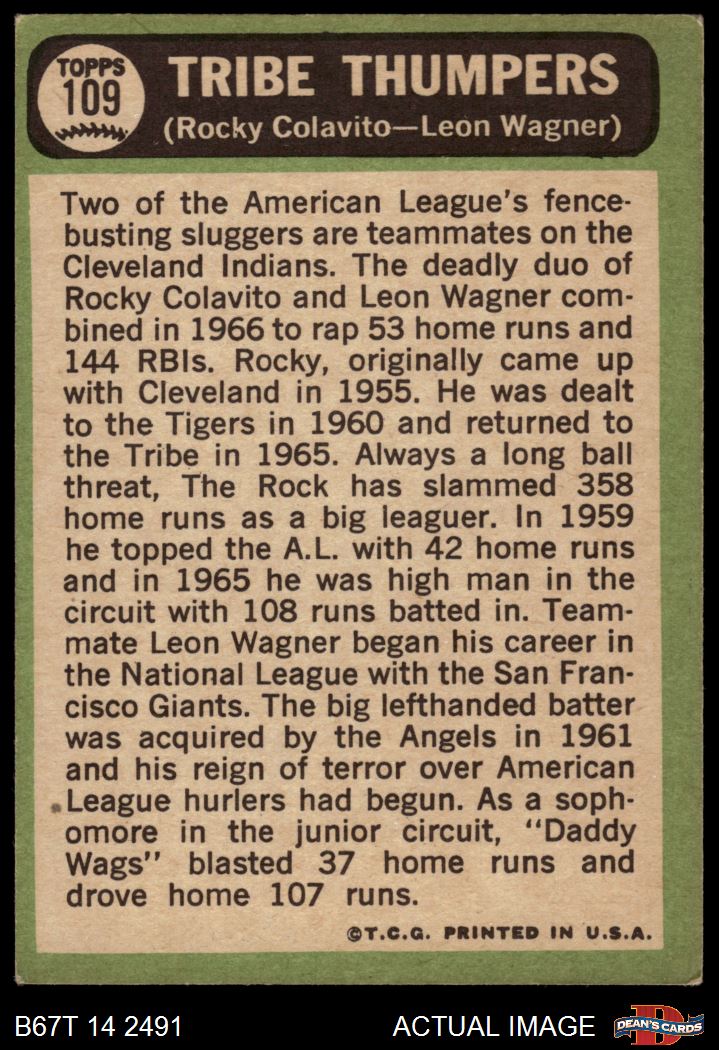 TOPPS
109
TRIBE THUMPERS
(Rocky Colavito—Leon Wagner)
Two of the American League's fence-
busting sluggers are teammates on the
Cleveland Indians. The deadly duo of
Rocky Colavito and Leon Wagner com-
bined in 1966 to rap 53 home runs and
144 RBIs. Rocky, originally came up
with Cleveland in 1955. He was dealt
to the Tigers in 1960 and returned to
the Tribe in 1965. Always a long ball
threat, The Rock has slammed 358
home runs as a big leaguer. In 1959
he topped the A.L. with 42 home runs
and in 1965 he was high man in the
circuit with 108 runs batted in. Team-
mate Leon Wagner began his career in
the National League with the San Fran-
cisco Giants. The big lefthanded batter
was acquired by the Angels in 1961
and his reign of terror over American
League hurlers had begun. As a soph-
omore in the junior circuit, "Daddy
Wags" blasted 37 home runs and
drove home 107 runs.
©T.C.G. PRINTED IN U.S.A.
B67T 14 2491
ACTUAL IMAGE
D
DEAN'S CARDS